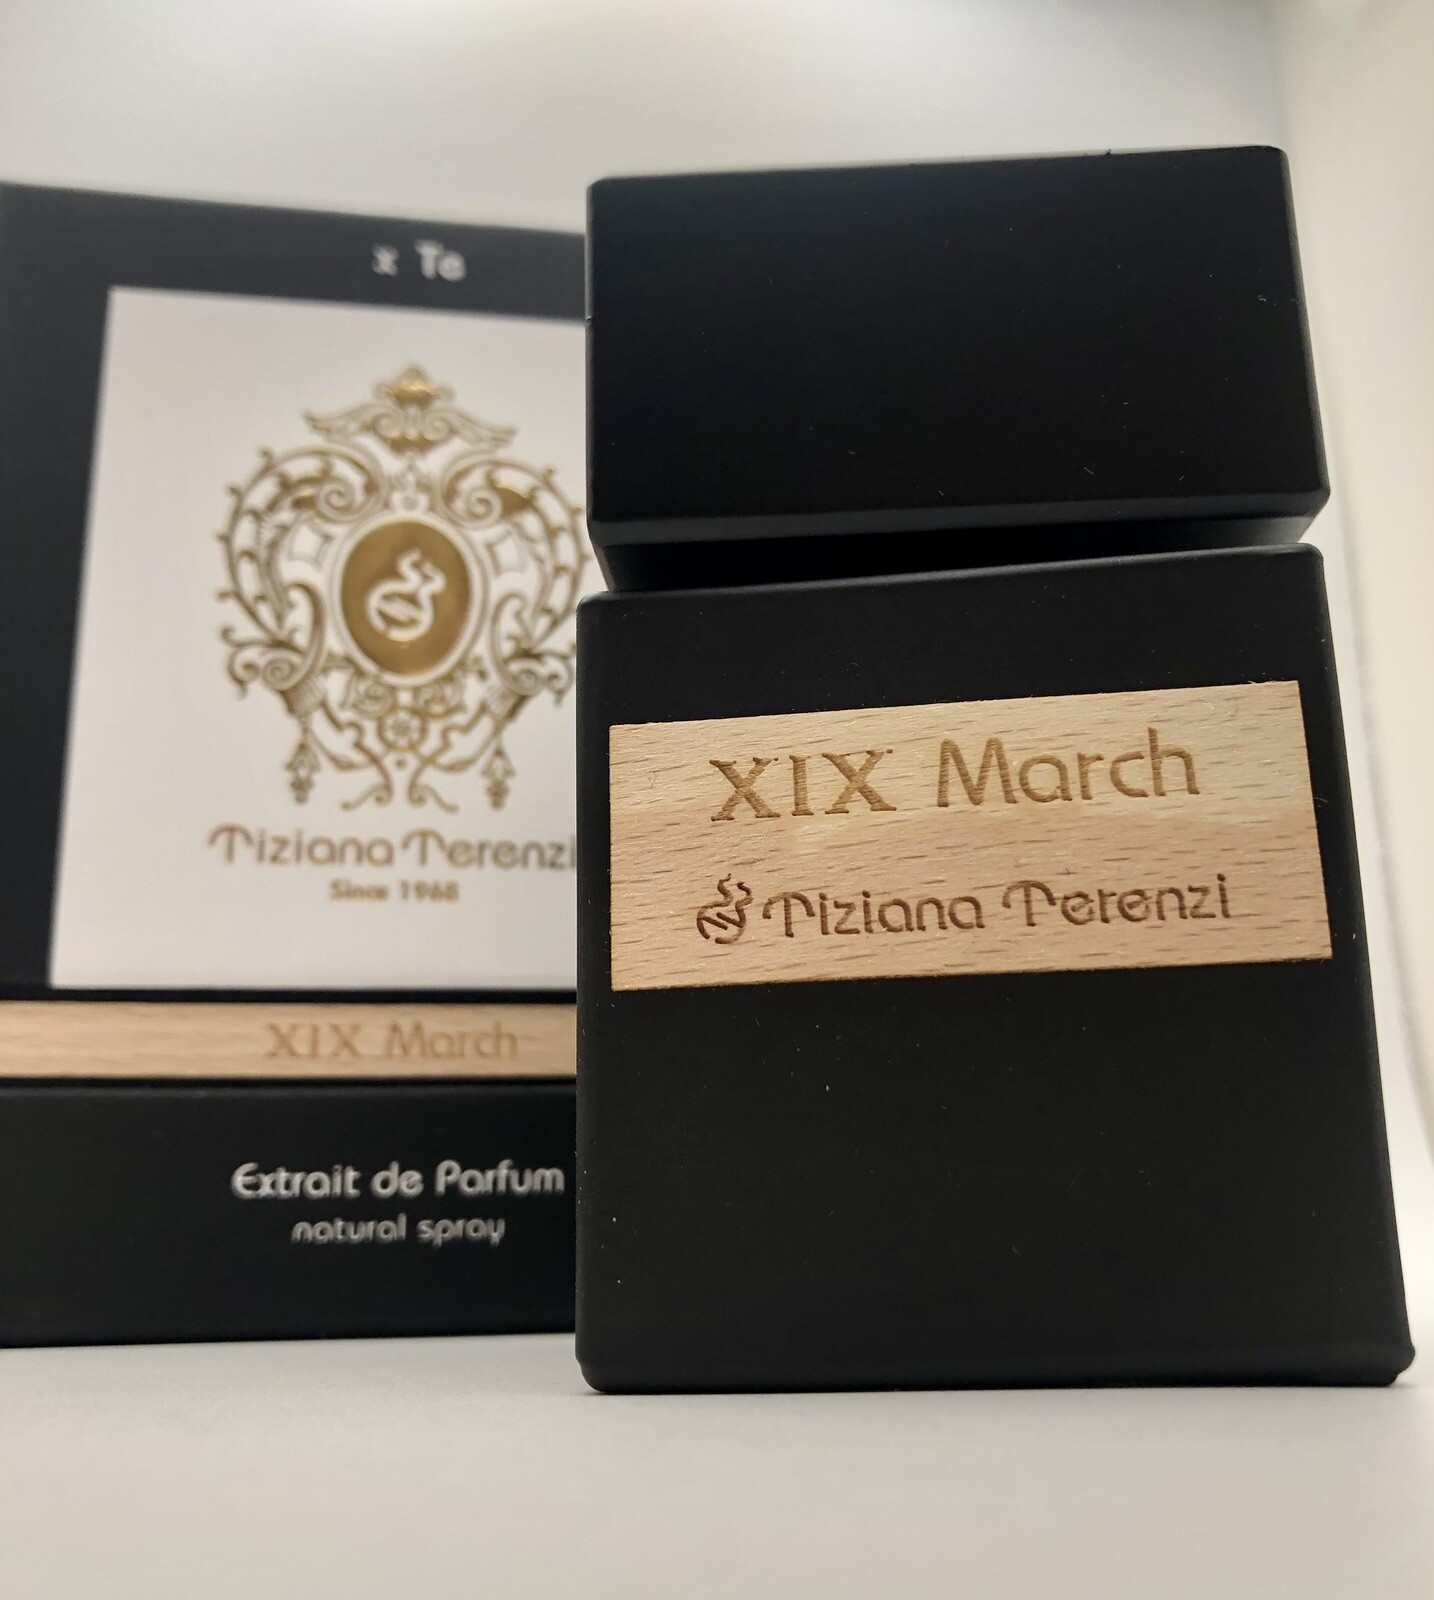 x Te
Tiziana Terenzi
Since 1968
XIX March
Extrait de Parfum
natural spray
XIX March
Tiziana Terenzi